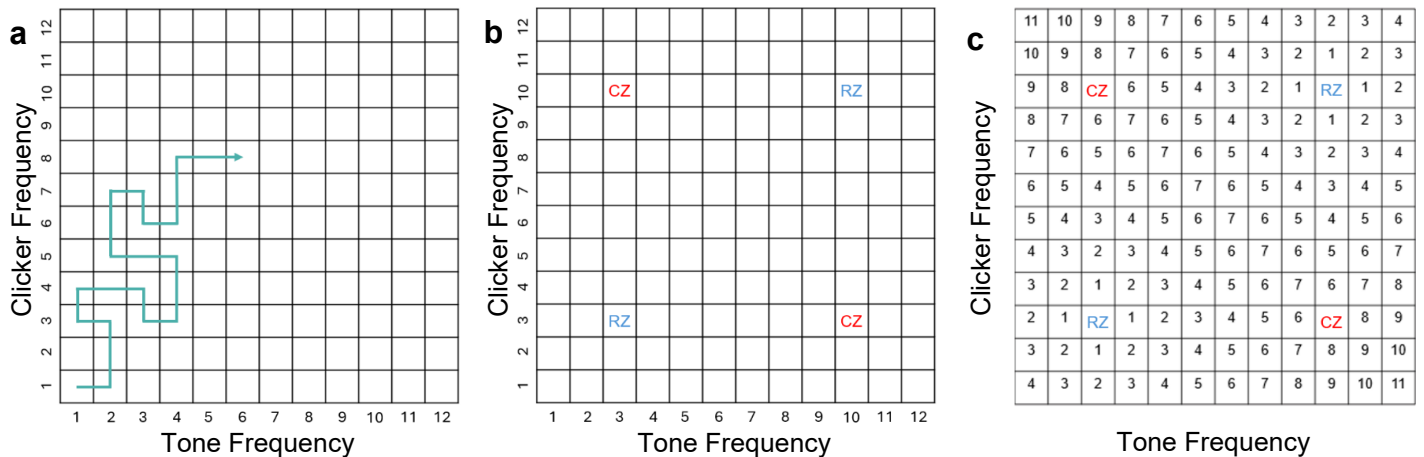 a
Clicker Frequency
12
11
10
9
8
7
6
5
4
3
2
1
1 2 3 4 5 6 7 8 9 10 11 12
Tone Frequency
b
Clicker Frequency
12
11
10
9
8
7
6
5
4
3
2
1
CZ RZ
RZ CZ
1 2 3 4 5 6 7 8 9 10 11 12
Tone Frequency
c
Clicker Frequency
11 10 9 8 7 6 5 4 3 2 3 4
10 9 8 7 6 5 4 3 2 1 2 3
9 8 CZ 6 5 4 3 2 1 RZ 1 2
8 7 6 7 6 5 4 3 2 1 2 3
7 6 5 6 7 6 5 4 3 2 3 4
6 5 4 5 6 7 6 5 4 3 4 5
5 4 3 4 5 6 7 6 5 4 5 6
4 3 2 3 4 5 6 7 6 5 6 7
3 2 1 2 3 4 5 6 7 6 7 8
2 1 RZ 1 2 3 4 5 6 CZ 8 9
3 2 1 2 3 4 5 6 7 8 9 10
4 3 2 3 4 5 6 7 8 9 10 11
Tone Frequency